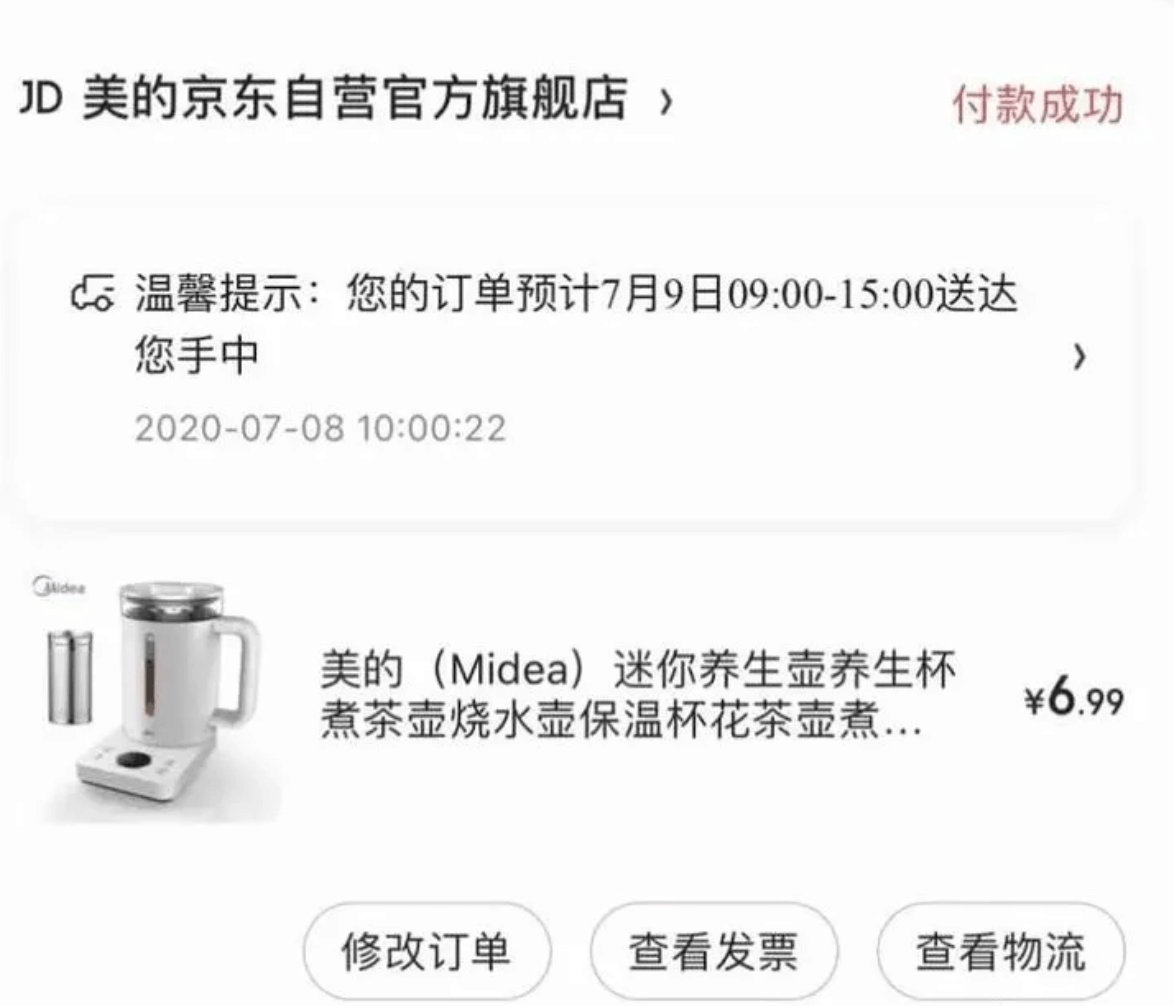 JD 美的京东自营官方旗舰店 ›
付款成功
温馨提示：您的订单预计7月9日09:00-15:00送达
您手中
2020-07-08 10:00:22
Midea
美的（Midea）迷你养生壶养生杯
煮茶壶烧水壶保温杯花茶壶煮...
¥6.99
修改订单
查看发票
查看物流